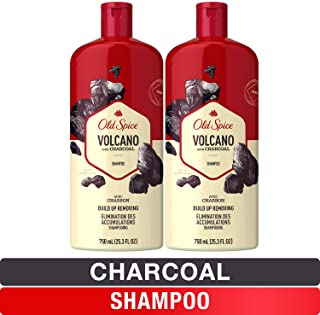 Old Spice
VOLCANO
WITH CHARCOAL
SHAMPOO
AVEC
CHARBON
BUILD UP REMOVING
ÉLIMINATION DES
ACCUMULATIONS
SHAMPOOING
750 mL (25.3 FL OZ)
Old Spice
VOLCANO
WITH CHARCOAL
SHAMPOO
AVEC
CHARBON
BUILD UP REMOVING
ÉLIMINATION DES
ACCUMULATIONS
SHAMPOOING
750 mL (25.3 FL OZ)
CHARCOAL
SHAMPOO